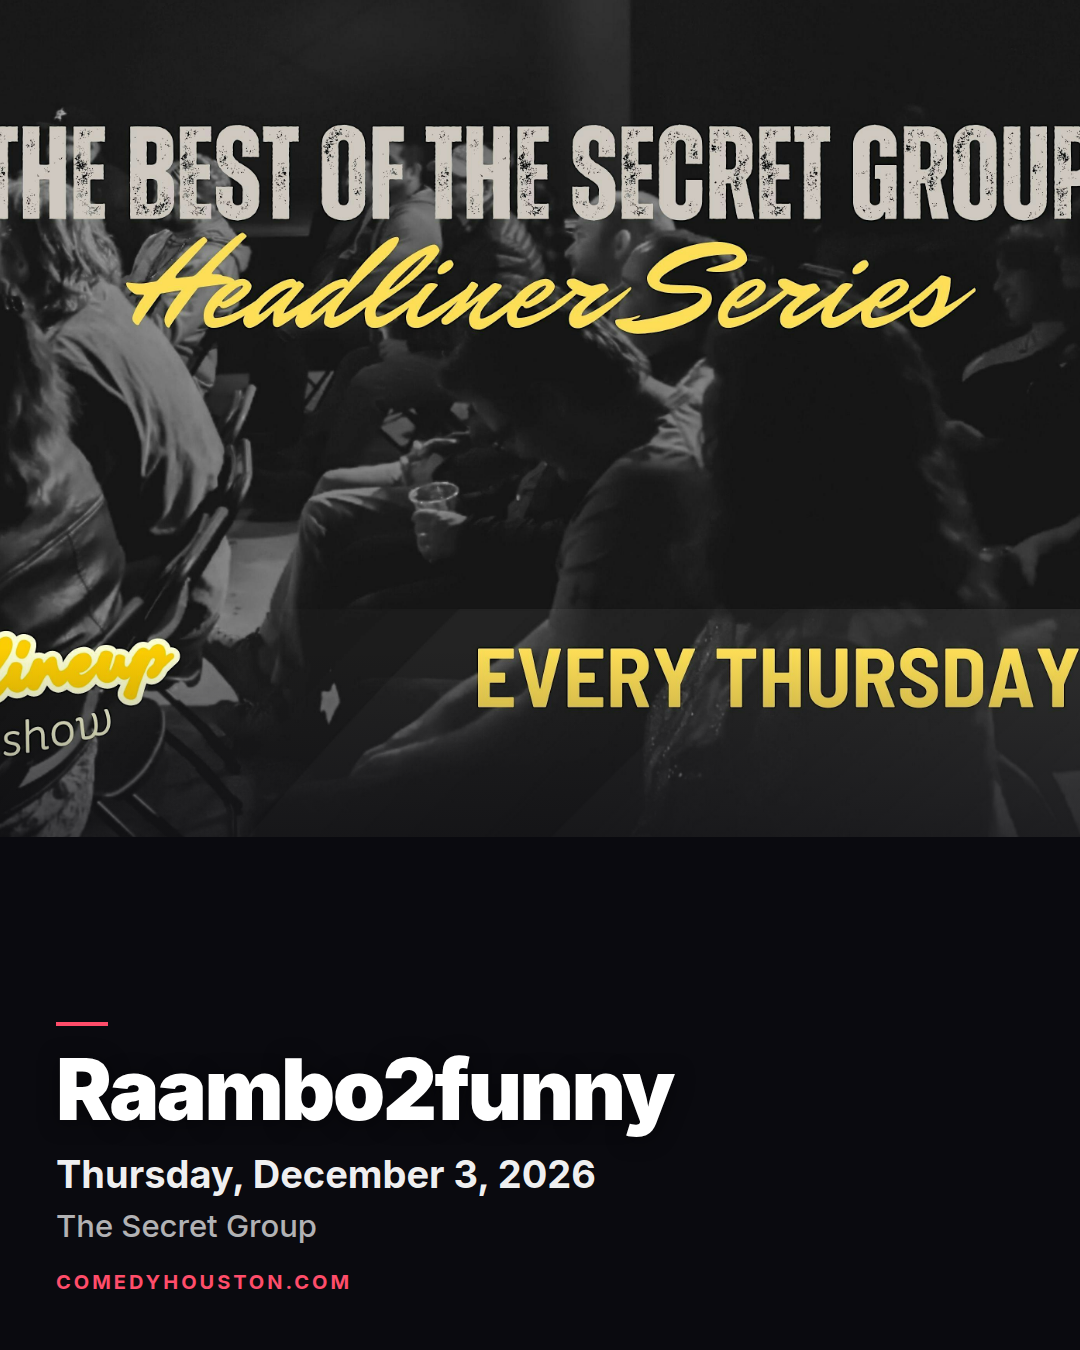 THE BEST OF THE SECRET GROUP
Headliner Series
lineup
show
EVERY THURSDAY
Raambo2funny
Thursday, December 3, 2026
The Secret Group
COMEDYHOUSTON.COM